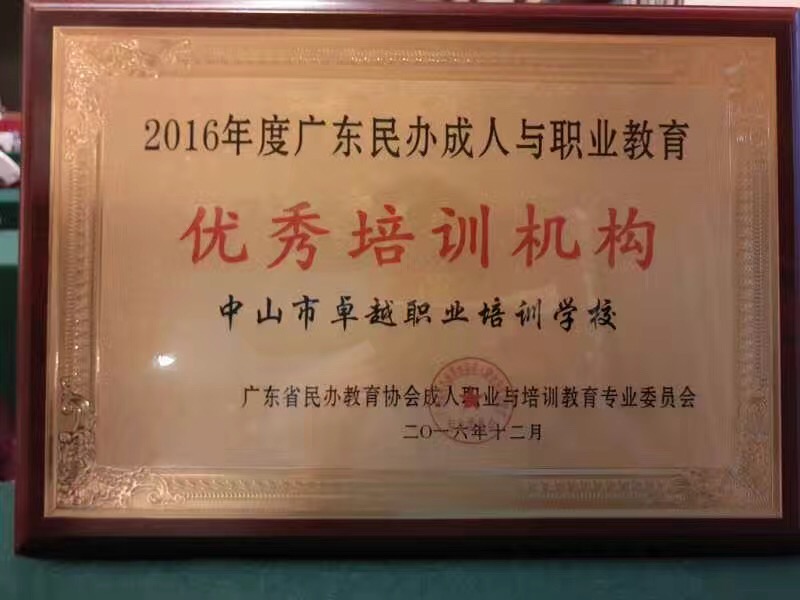 2016年度广东民办成人与职业教育
优秀培训机构
中山市卓越职业培训学校
广东省民办教育协会成人职业与培训教育专业委员会
二〇一六年十二月